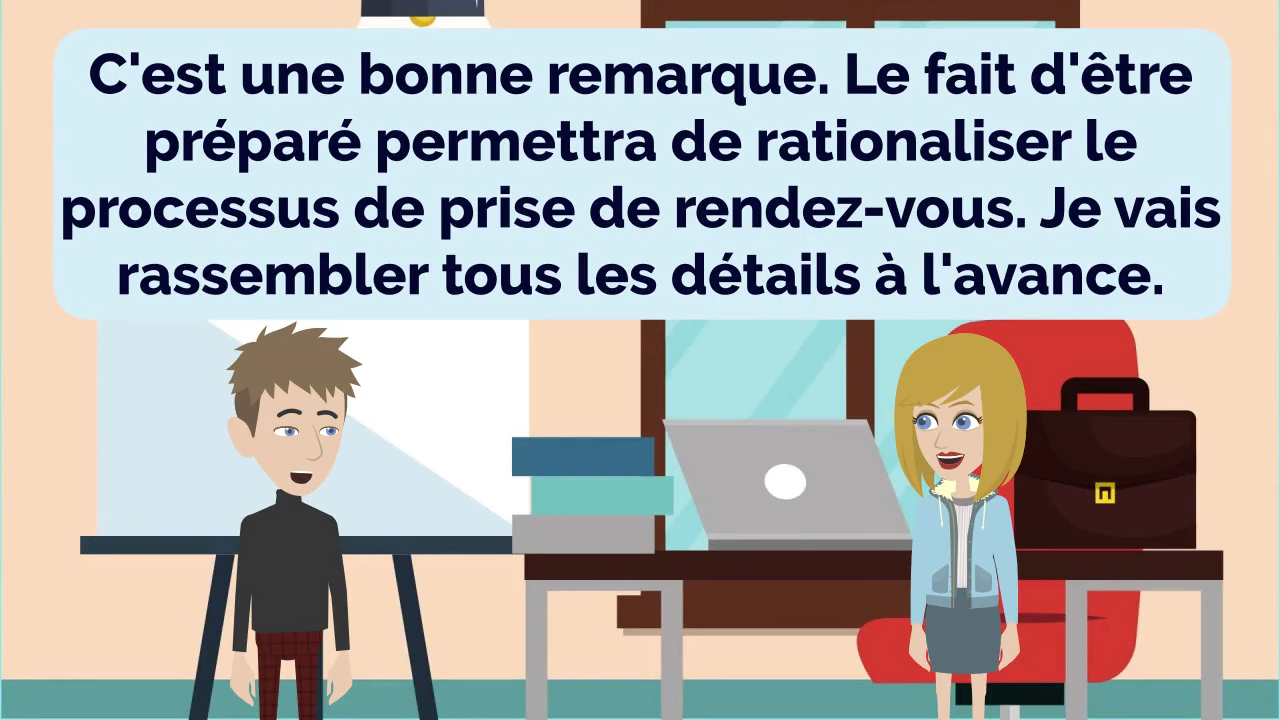 C'est une bonne remarque. Le fait d'être
préparé permettra de rationaliser le
processus de prise de rendez-vous. Je vais
rassembler tous les détails à l'avance.